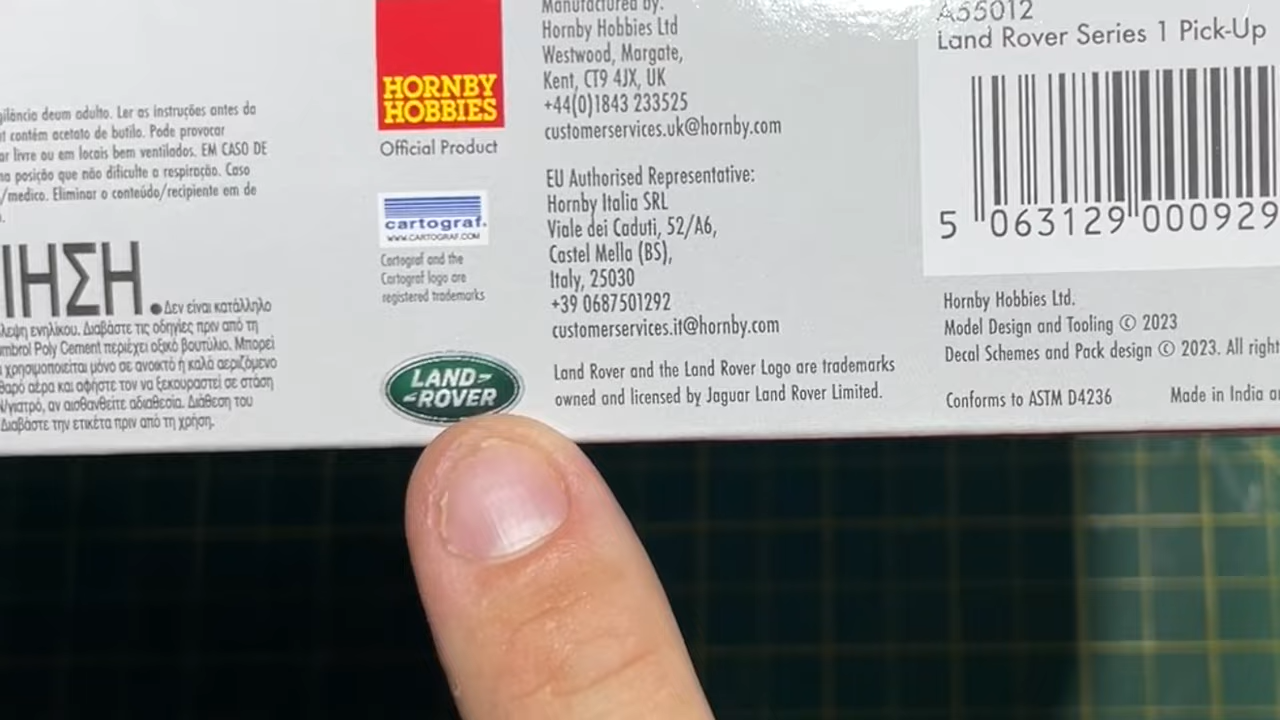 gilância deum adulto. Ler as instruções antes da
contém acetato de butilo. Pode provocar
ar livre ou em locais bem ventilados. EM CASO DE
posição que não dificulte a respiração. Caso
/medico. Eliminar o conteúdo/recipiente em de
ΙΗΣΗ.
Δεν είναι κατάλληλο
λεψη ενηλίκου. Διαβάστε τις οδηγίες πριν από τη
mbrol Poly Cement περιέχει οξικό βουτύλιο. Μπορεί
χρησιμοποιείται μόνο σε ανοικτό ή καλά αεριζόμενο
θαρό αέρα και αφήστε τον να ξεκουραστεί σε στάση
/γιατρό, αν αισθανθείτε αδιαθεσία. Διάθεση του
Διαβάστε την ετικέτα πριν από τη χρήση.
HORNBY
HOBBIES
Official Product
cartograf.
WWW.CARTOGRAF.COM
Cartograf and the
Cartograf logo are
registered trademarks
LAND-
-ROVER
Manufactured by:
Hornby Hobbies Ltd
Westwood, Margate,
Kent, CT9 4JX, UK
+44(0)1843 233525
customerservices.uk@hornby.com
EU Authorised Representative:
Hornby Italia SRL
Viale dei Caduti, 52/A6,
Castel Mella (BS),
Italy, 25030
+39 0687501292
customerservices.it@hornby.com
Land Rover and the Land Rover Logo are trademarks
owned and licensed by Jaguar Land Rover Limited.
A55012
Land Rover Series 1 Pick-Up
5 063129 000929
Hornby Hobbies Ltd.
Model Design and Tooling © 2023
Decal Schemes and Pack design © 2023. All right
Conforms to ASTM D4236
Made in India a